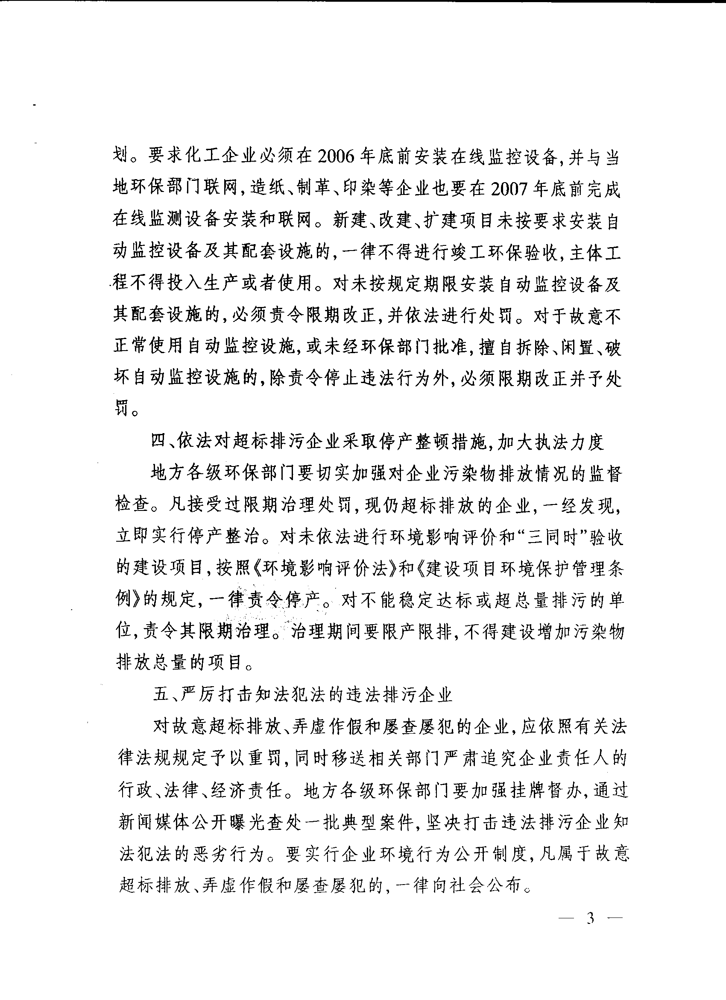 划。要求化工企业必须在2006年底前安装在线监控设备,并与当
地环保部门联网,造纸、制革、印染等企业也要在2007年底前完成
在线监测设备安装和联网。新建、改建、扩建项目未按要求安装自
动监控设备及其配套设施的,一律不得进行竣工环保验收,主体工
程不得投入生产或者使用。对未按规定期限安装自动监控设备及
其配套设施的,必须责令限期改正,并依法进行处罚。对于故意不
正常使用自动监控设施,或未经环保部门批准,擅自拆除、闲置、破
坏自动监控设施的,除责令停止违法行为外,必须限期改正并予处
罚。
四、依法对超标排污企业采取停产整顿措施,加大执法力度
地方各级环保部门要切实加强对企业污染物排放情况的监督
检查。凡接受过限期治理处罚,现仍超标排放的企业,一经发现,
立即实行停产整治。对未依法进行环境影响评价和“三同时”验收
的建设项目,按照《环境影响评价法》和《建设项目环境保护管理条
例》的规定,一律责令停产。对不能稳定达标或超总量排污的单
位,责令其限期治理。治理期间要限产限排,不得建设增加污染物
排放总量的项目。
五、严厉打击知法犯法的违法排污企业
对故意超标排放、弄虚作假和屡查屡犯的企业,应依照有关法
律法规规定予以重罚,同时移送相关部门严肃追究企业责任人的
行政、法律、经济责任。地方各级环保部门要加强挂牌督办,通过
新闻媒体公开曝光查处一批典型案件,坚决打击违法排污企业知
法犯法的恶劣行为。要实行企业环境行为公开制度,凡属于故意
超标排放、弄虚作假和屡查屡犯的,一律向社会公布。
— 3 —